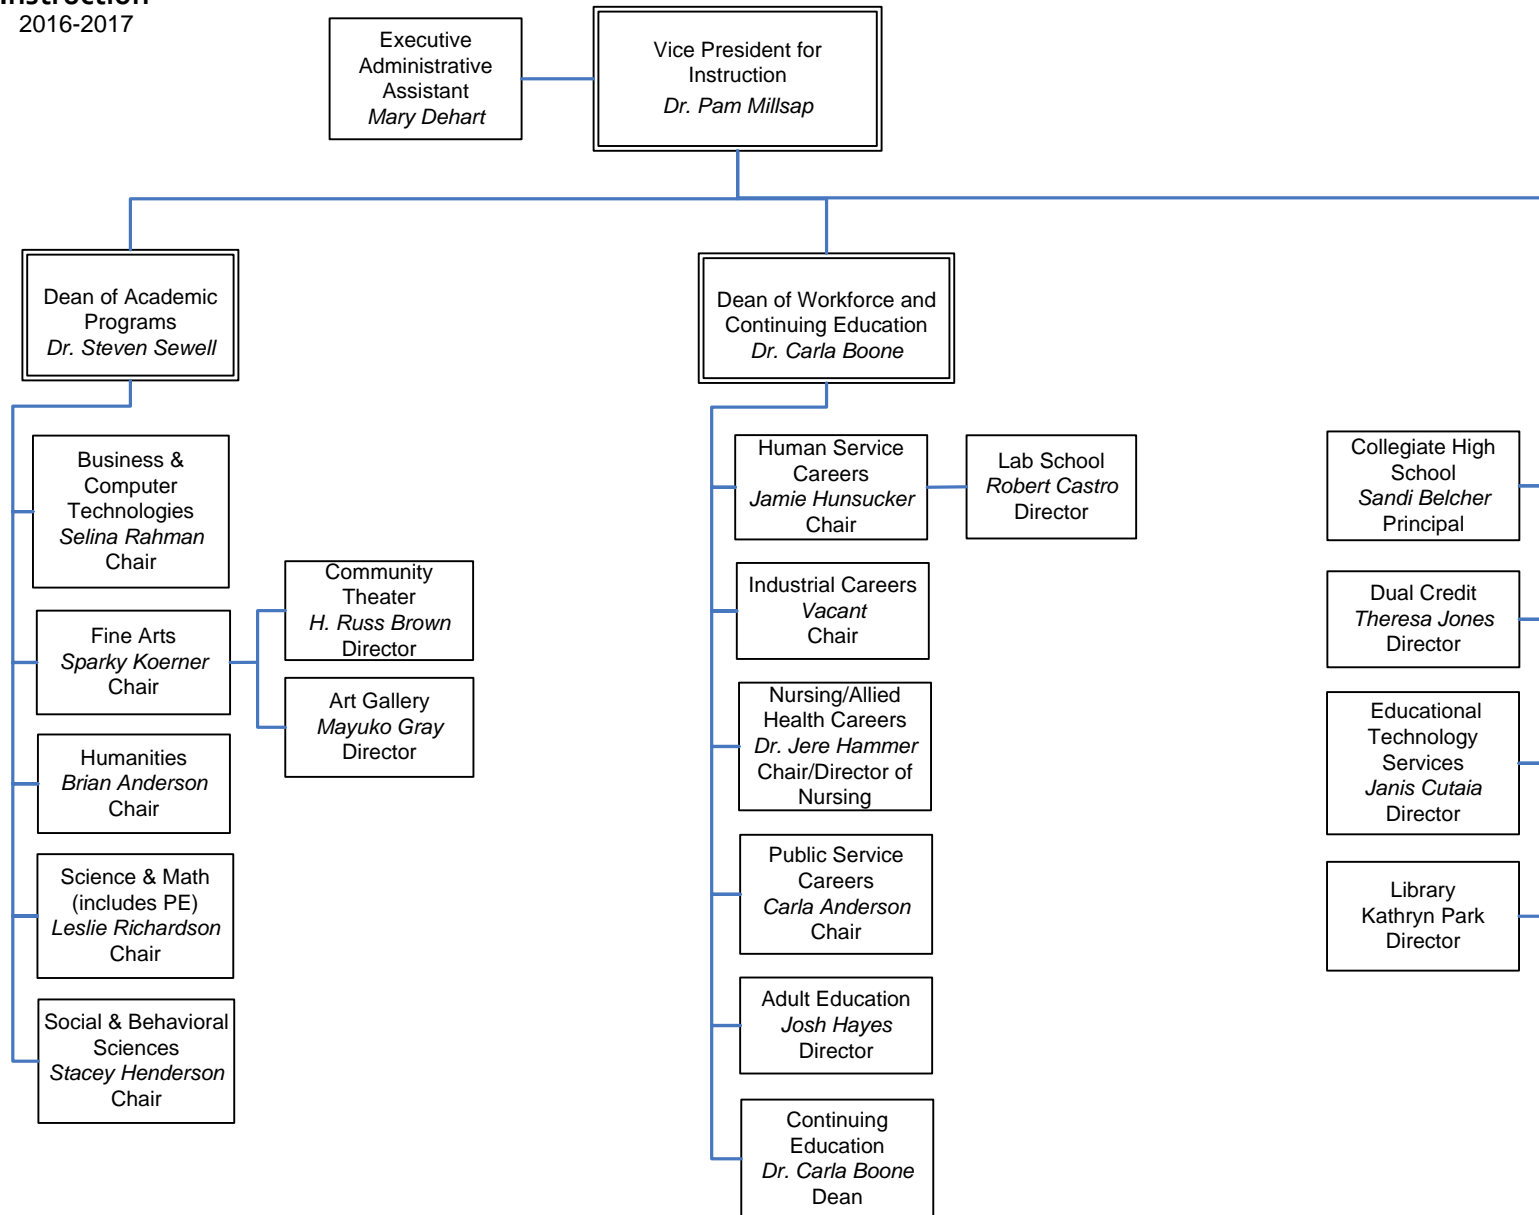 Instruction
2016-2017
Executive
Administrative
Assistant
Mary Dehart
Vice President for
Instruction
Dr. Pam Millsap
Dean of Academic
Programs
Dr. Steven Sewell
Dean of Workforce and
Continuing Education
Dr. Carla Boone
Business &
Computer
Technologies
Selina Rahman
Chair
Fine Arts
Sparky Koerner
Chair
Community
Theater
H. Russ Brown
Director
Art Gallery
Mayuko Gray
Director
Humanities
Brian Anderson
Chair
Science & Math
(includes PE)
Leslie Richardson
Chair
Social & Behavioral
Sciences
Stacey Henderson
Chair
Human Service
Careers
Jamie Hunsucker
Chair
Lab School
Robert Castro
Director
Industrial Careers
Vacant
Chair
Nursing/Allied
Health Careers
Dr. Jere Hammer
Chair/Director of
Nursing
Public Service
Careers
Carla Anderson
Chair
Adult Education
Josh Hayes
Director
Continuing
Education
Dr. Carla Boone
Dean
Collegiate High
School
Sandi Belcher
Principal
Dual Credit
Theresa Jones
Director
Educational
Technology
Services
Janis Cutaia
Director
Library
Kathryn Park
Director